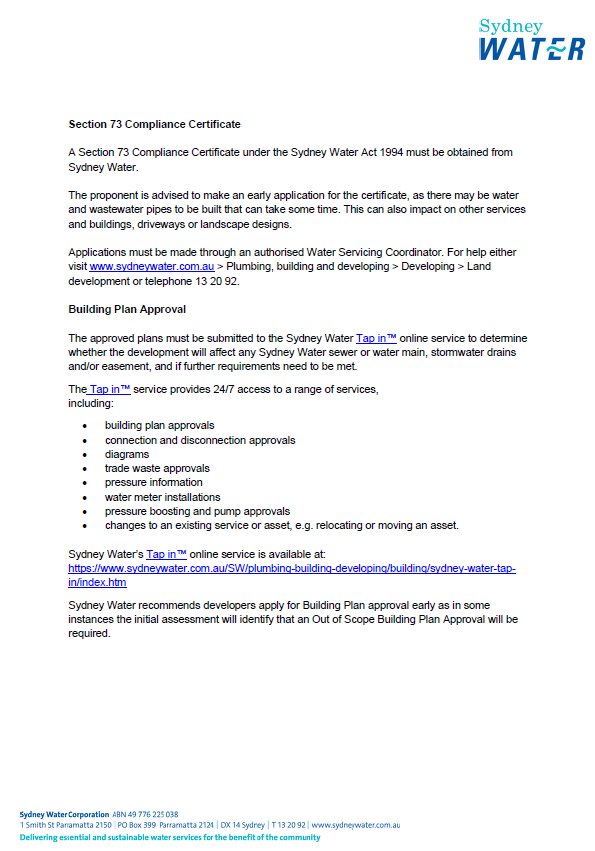 Sydney
WATER
Section 73 Compliance Certificate
A Section 73 Compliance Certificate under the Sydney Water Act 1994 must be obtained from
Sydney Water.
The proponent is advised to make an early application for the certificate, as there may be water
and wastewater pipes to be built that can take some time. This can also impact on other services
and buildings, driveways or landscape designs.
Applications must be made through an authorised Water Servicing Coordinator. For help either
visit www.sydneywater.com.au > Plumbing, building and developing > Developing > Land
development or telephone 13 20 92.
Building Plan Approval
The approved plans must be submitted to the Sydney Water Tap in™ online service to determine
whether the development will affect any Sydney Water sewer or water main, stormwater drains
and/or easement, and if further requirements need to be met.
The Tap in™ service provides 24/7 access to a range of services,
including:
• building plan approvals
• connection and disconnection approvals
• diagrams
• trade waste approvals
• pressure information
• water meter installations
• pressure boosting and pump approvals
• changes to an existing service or asset, e.g. relocating or moving an asset.
Sydney Water's Tap in™ online service is available at:
https://www.sydneywater.com.au/SW/plumbing-building-developing/building/sydney-water-tap-
in/index.htm
Sydney Water recommends developers apply for Building Plan approval early as in some
instances the initial assessment will identify that an Out of Scope Building Plan Approval will be
required.
Sydney Water Corporation ABN 49 776 225 038
1 Smith St Parramatta 2150 | PO Box 399 Parramatta 2124 | DX 14 Sydney | T 13 20 92 | www.sydneywater.com.au
Delivering essential and sustainable water services for the benefit of the community